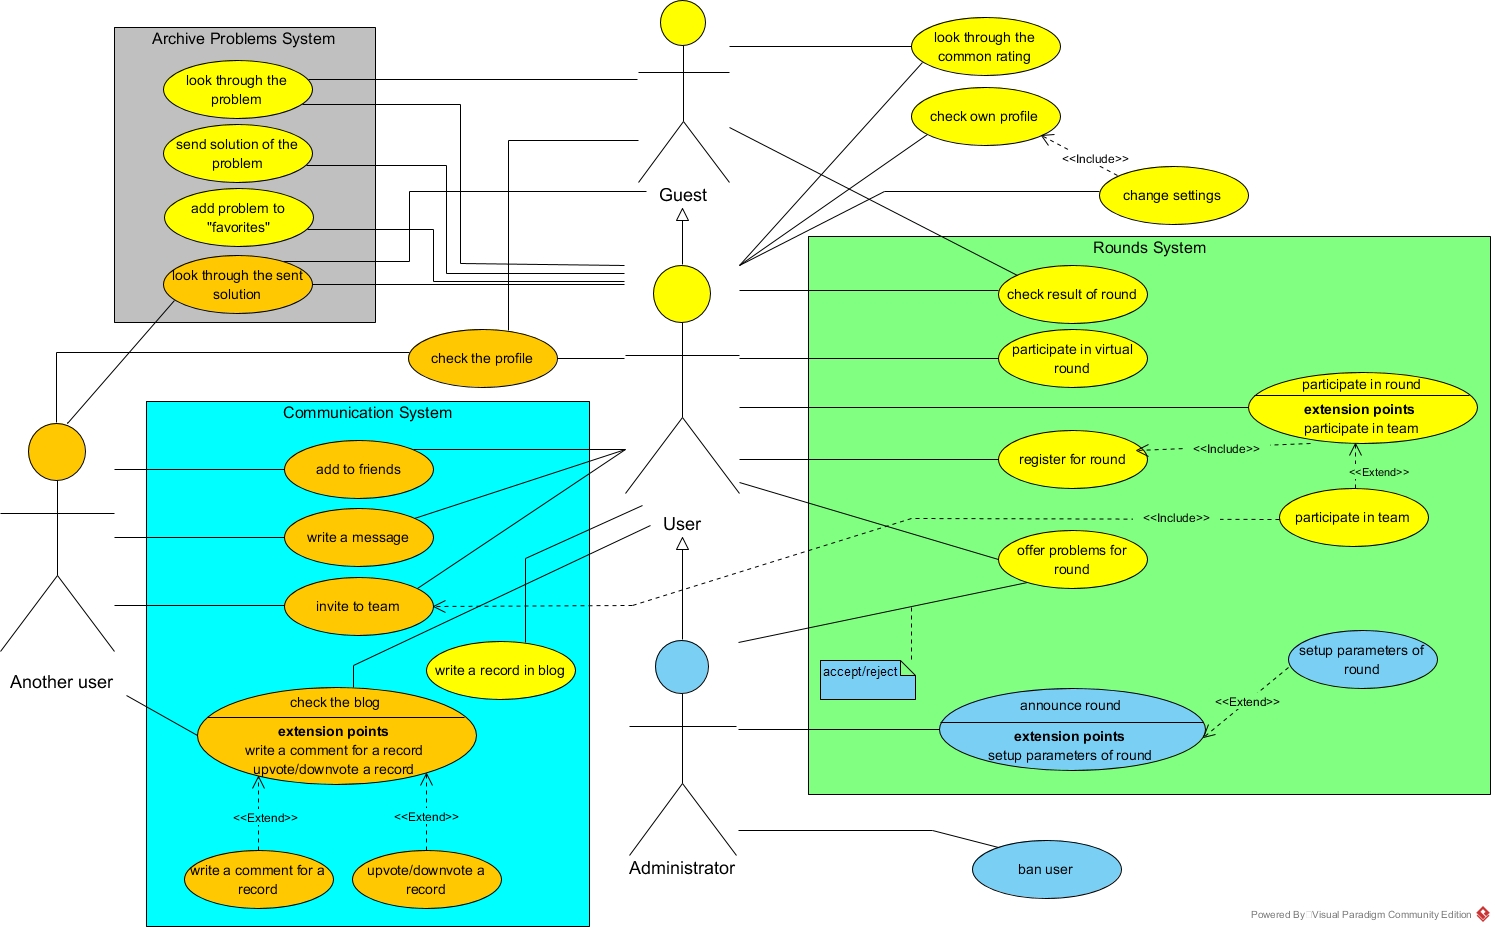 Archive Problems System
look through the
problem
send solution of the
problem
add problem to
"favorites"
look through the sent
solution
Guest
look through the
common rating
check own profile
<<Include>>
change settings
check the profile
Rounds System
check result of round
participate in virtual
round
participate in round
extension points
participate in team
register for round
<<Include>>
<<Extend>>
participate in team
<<Include>>
offer problems for
round
accept/reject
setup parameters of
round
<<Extend>>
announce round
extension points
setup parameters of round
User
Communication System
add to friends
write a message
invite to team
write a record in blog
Another user
check the blog
extension points
write a comment for a record
upvote/downvote a record
<<Extend>>
<<Extend>>
write a comment for a
record
upvote/downvote a
record
Administrator
ban user
Powered By Visual Paradigm Community Edition